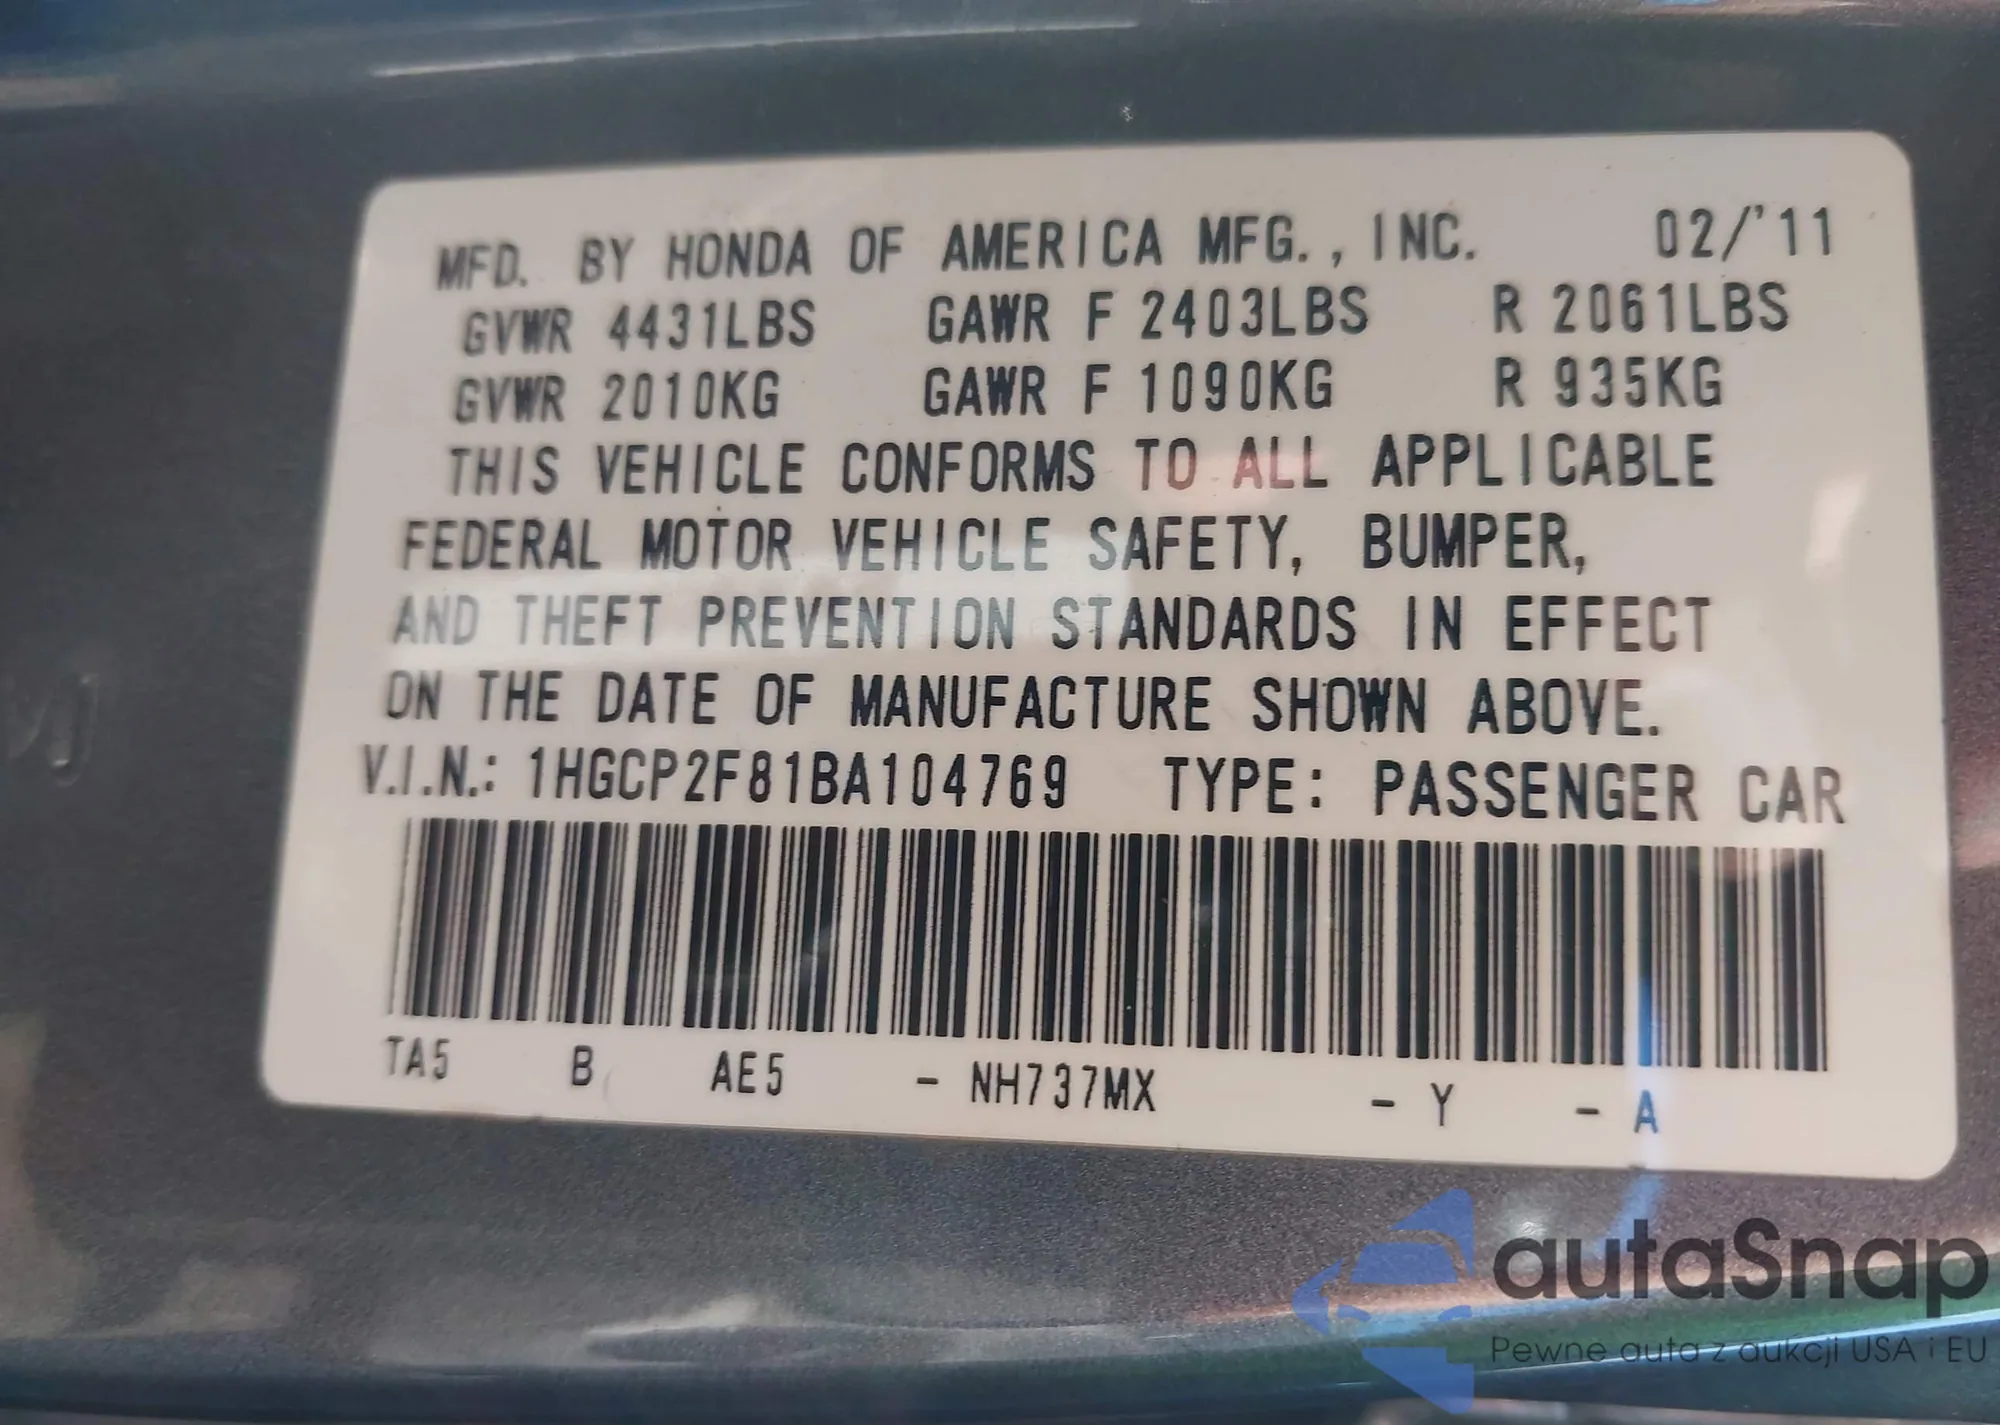 MFD. BY HONDA OF AMERICA MFG., INC. 02/'11
GVWR 4431LBS GAWR F 2403LBS R 2061LBS
GVWR 2010KG GAWR F 1090KG R 935KG
THIS VEHICLE CONFORMS TO ALL APPLICABLE
FEDERAL MOTOR VEHICLE SAFETY, BUMPER,
AND THEFT PREVENTION STANDARDS IN EFFECT
ON THE DATE OF MANUFACTURE SHOWN ABOVE.
V.I.N.: 1HGCP2F81BA104769 TYPE: PASSENGER CAR
TA5 B AE5 - NH737MX - Y - A
autaSnap
Pewne auta z aukcji USA i EU